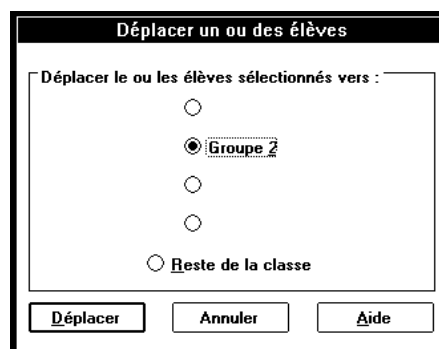 Déplacer un ou des élèves
Déplacer le ou les élèves sélectionnés vers :
Groupe 2
Reste de la classe
Déplacer Annuler Aide